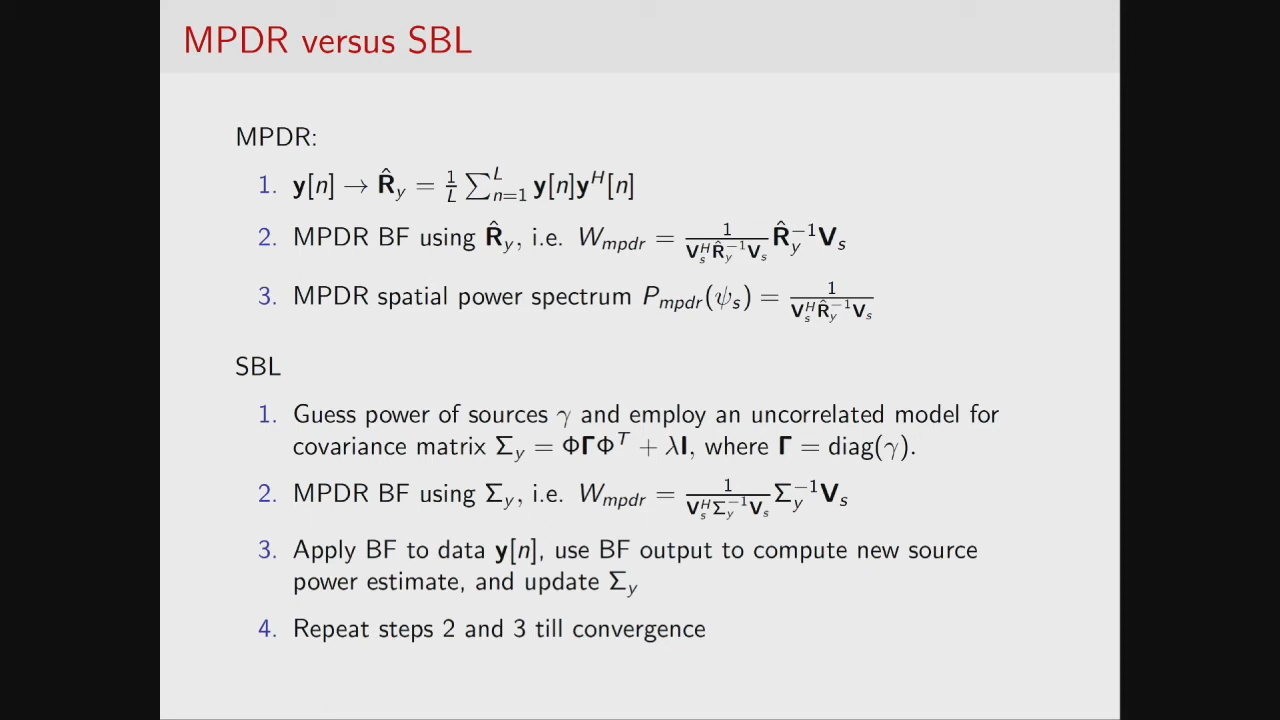 MPDR versus SBL
MPDR:
1. y[n] → R̂_y = 1/L ∑_{n=1}^{L} y[n]y^H[n]
2. MPDR BF using R̂_y, i.e. W_mpdr = 1/(V_s^H R̂_y^{-1} V_s) R̂_y^{-1} V_s
3. MPDR spatial power spectrum P_mpdr(ψ_s) = 1/(V_s^H R̂_y^{-1} V_s)
SBL
1. Guess power of sources γ and employ an uncorrelated model for
covariance matrix Σ_y = ΦΓΦ^T + λI, where Γ = diag(γ).
2. MPDR BF using Σ_y, i.e. W_mpdr = 1/(V_s^H Σ_y^{-1} V_s) Σ_y^{-1} V_s
3. Apply BF to data y[n], use BF output to compute new source
power estimate, and update Σ_y
4. Repeat steps 2 and 3 till convergence